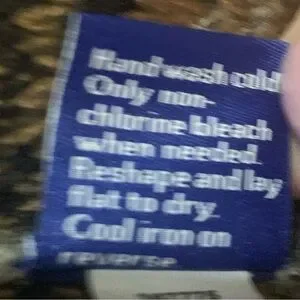 Hand wash cold
Only non-
chlorine bleach
when needed.
Reshape and lay
flat to dry.
Cool iron on
reverse